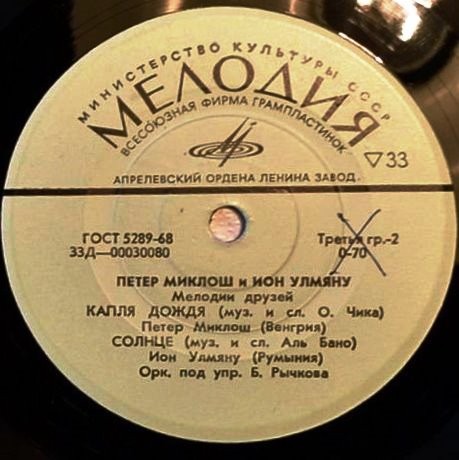 МИНИСТЕРСТВО КУЛЬТУРЫ СССР
МЕЛОДИЯ
ВСЕСОЮЗНАЯ ФИРМА ГРАМПЛАСТИНОК
▽33
АПРЕЛЕВСКИЙ ОРДЕНА ЛЕНИНА ЗАВОД
ГОСТ 5289-68 Третья гр.-2
33Д—00030080 0-70
ПЕТЕР МИКЛОШ и ИОН УЛМЯНУ
Мелодии друзей
КАПЛЯ ДОЖДЯ (муз. и сл. О. Чика)
Петер Миклош (Венгрия)
СОЛНЦЕ (муз. и сл. Аль Бано)
Ион Улмяну (Румыния)
Орк. под упр. Б. Рычкова